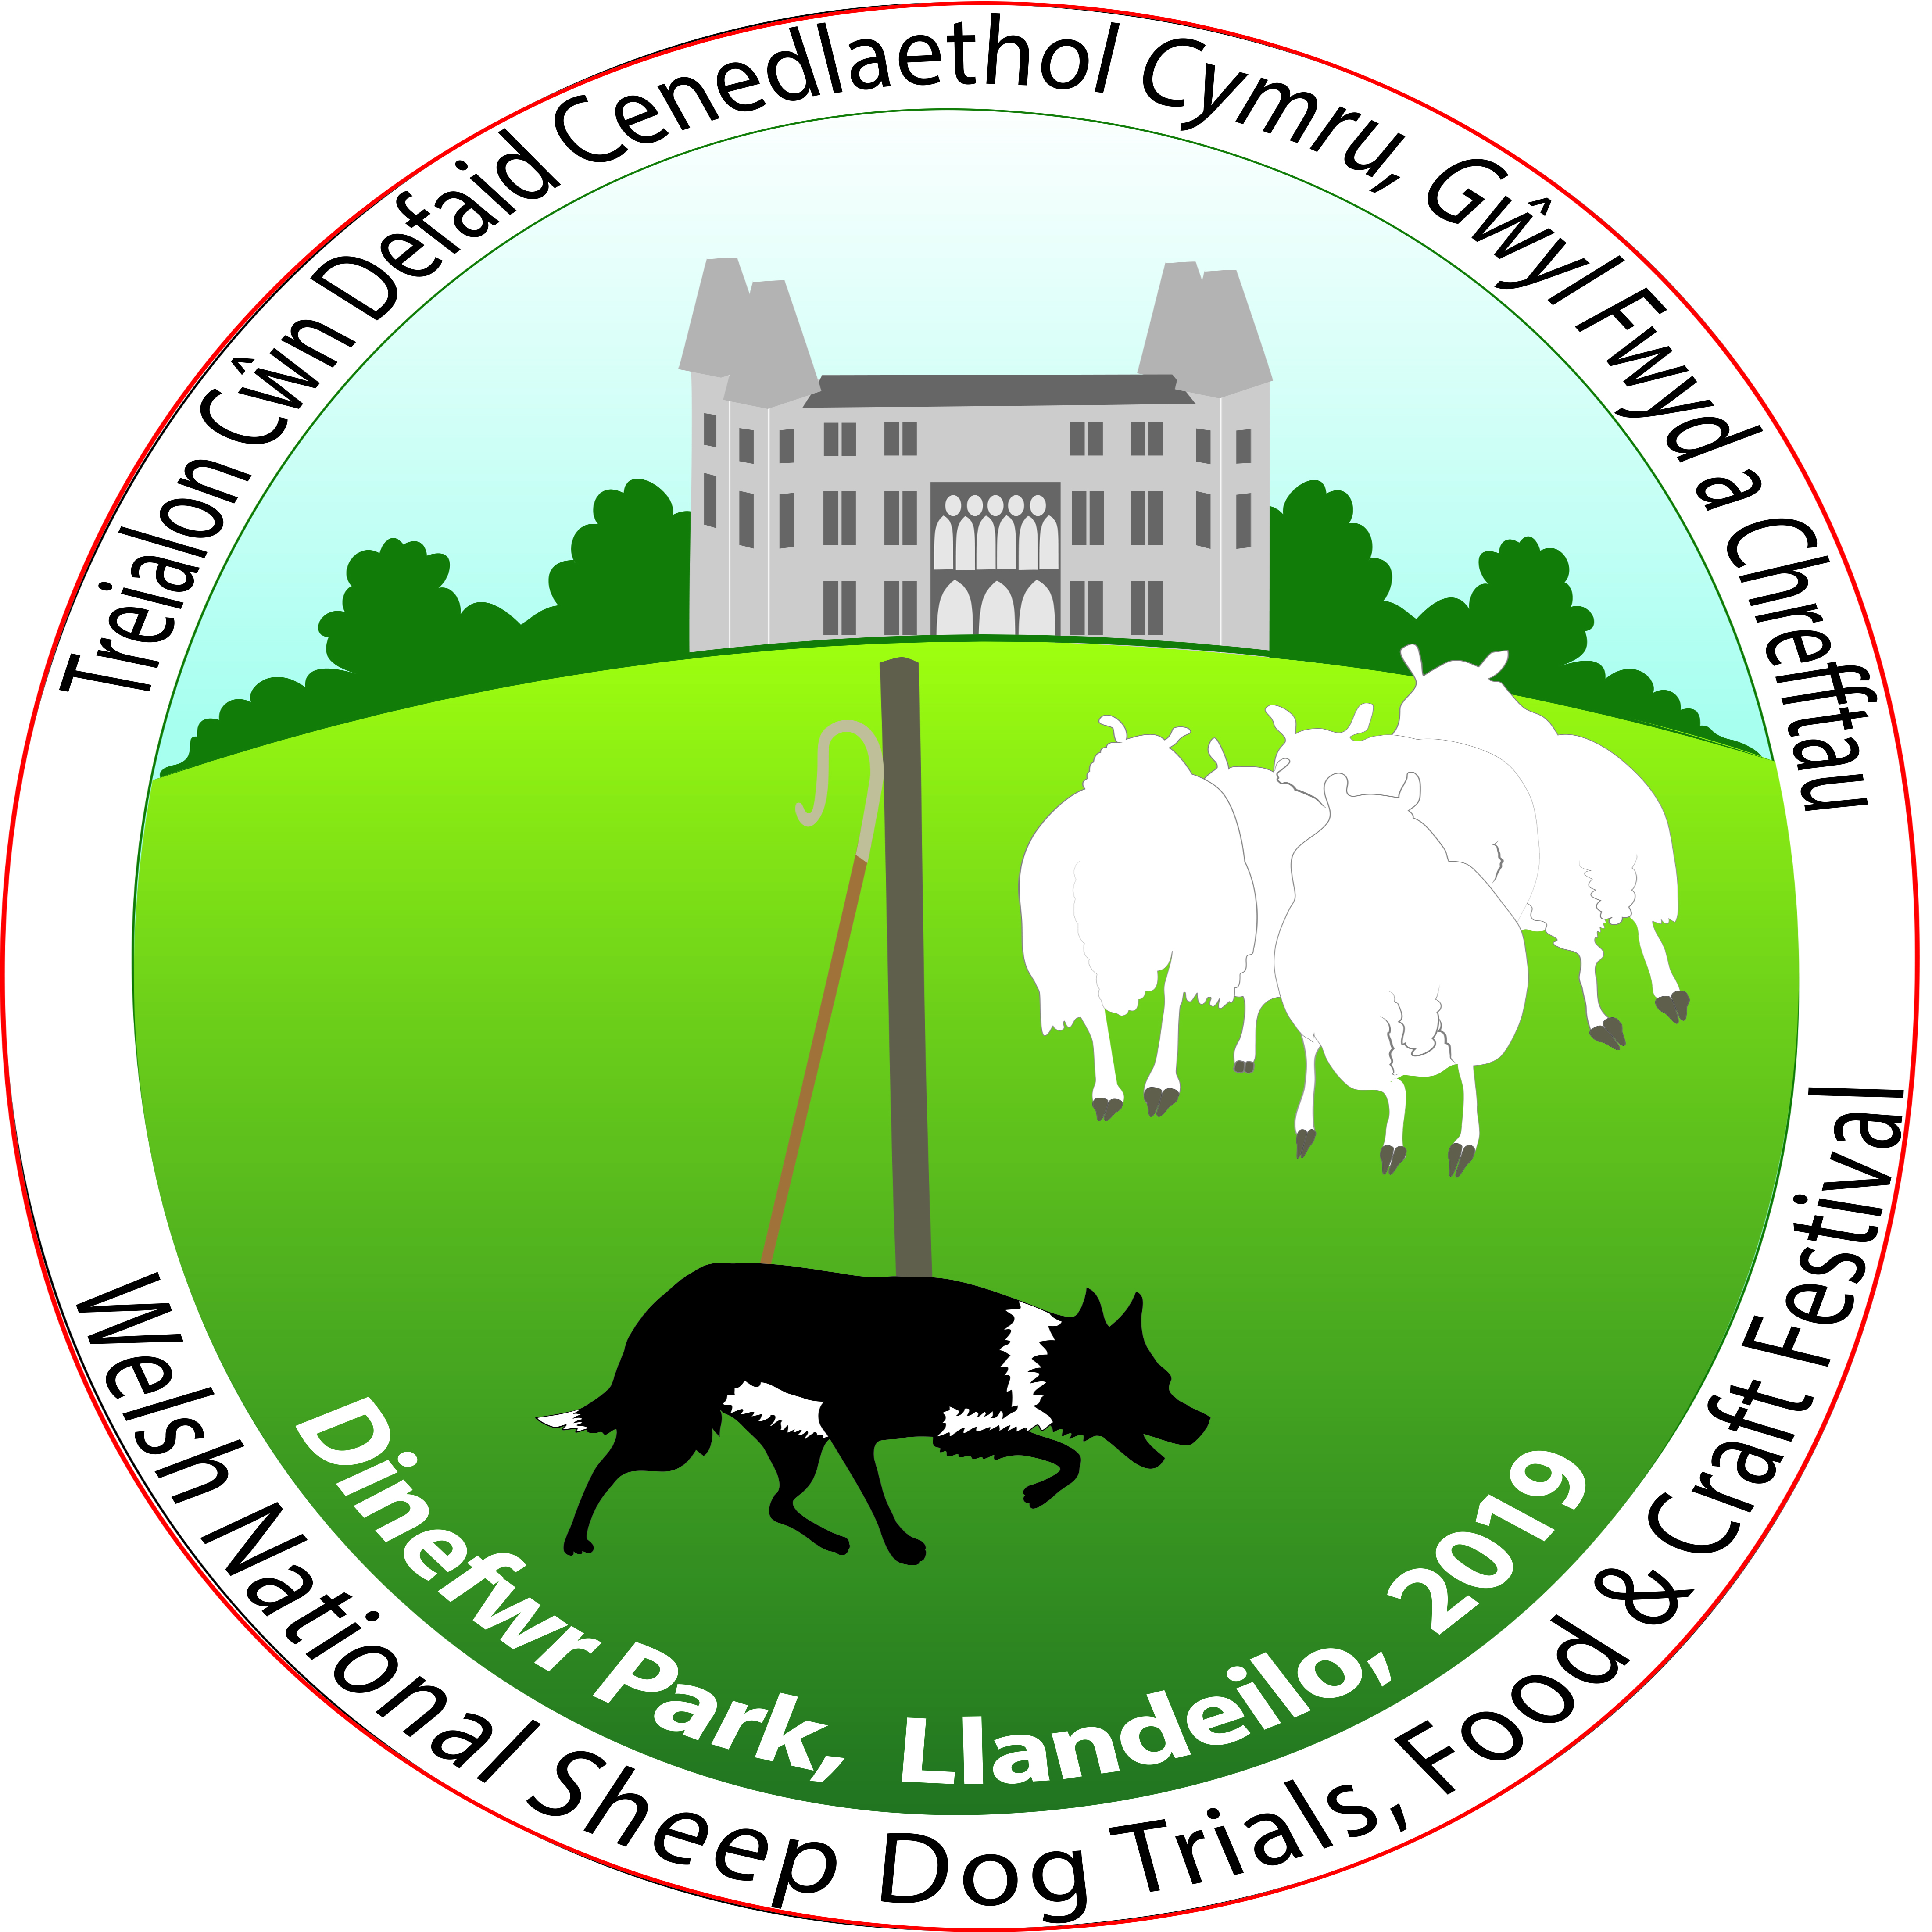 Treialon Cŵn Defaid Cenedlaethol Cymru, Gŵyl Fwyd a Chrefftau
Welsh National Sheep Dog Trials, Food & Craft Festival
Dinefwr Park, Llandeilo, 2019